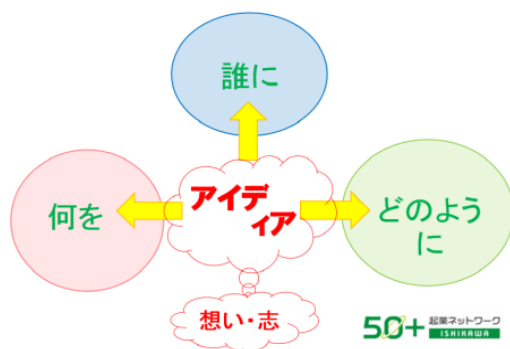 誰に
何を
アイデ
ィア
どのよう
に
想い・志
50+ 起業ネットワーク
ISHIKAWA